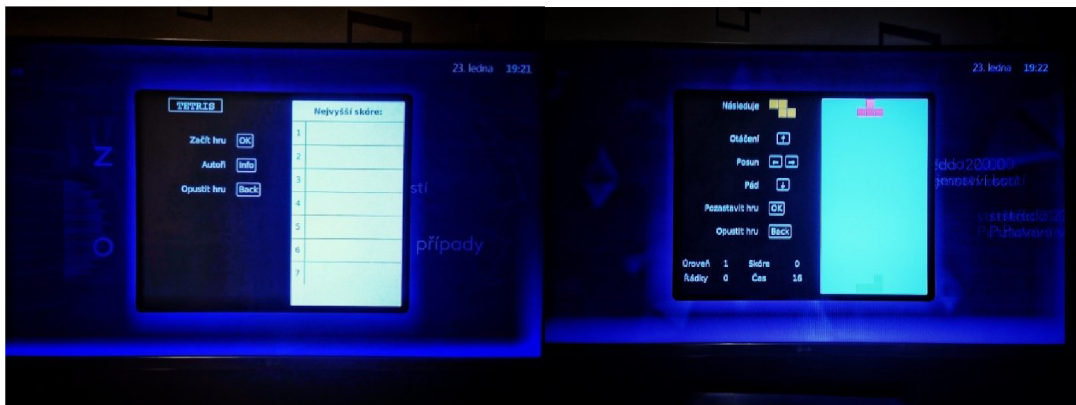 23. ledna 19:21
TETRIS
Nejvyšší skóre:
Začít hru OK
Autoři Info
Opustit hru Back
1
2
3
4
5
6
7
N
O
stí
případy
23. ledna 19:22
Následuje
Otáčení ↑
Posun ← →
Pád ↓
Pozastavit hru OK
Opustit hru Back
Úroveň 1 Skóre 0
Řádky 0 Čas 16